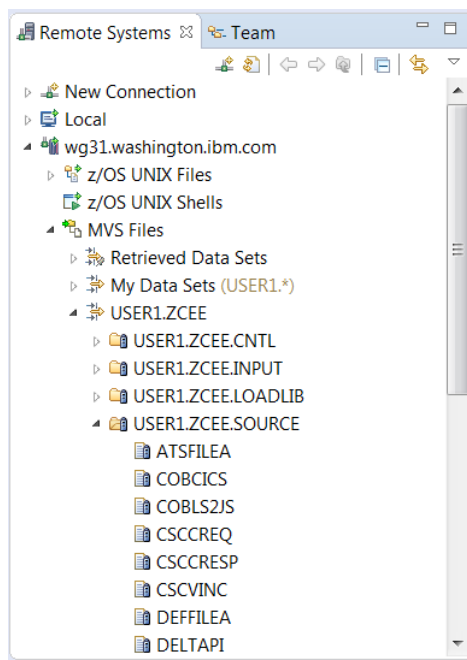 Remote Systems Team
New Connection
Local
wg31.washington.ibm.com
z/OS UNIX Files
z/OS UNIX Shells
MVS Files
Retrieved Data Sets
My Data Sets (USER1.*)
USER1.ZCEE
USER1.ZCEE.CNTL
USER1.ZCEE.INPUT
USER1.ZCEE.LOADLIB
USER1.ZCEE.SOURCE
ATSFILEA
COBCICS
COBLS2JS
CSCCREQ
CSCCRESP
CSCVINC
DEFFILEA
DELTAPI